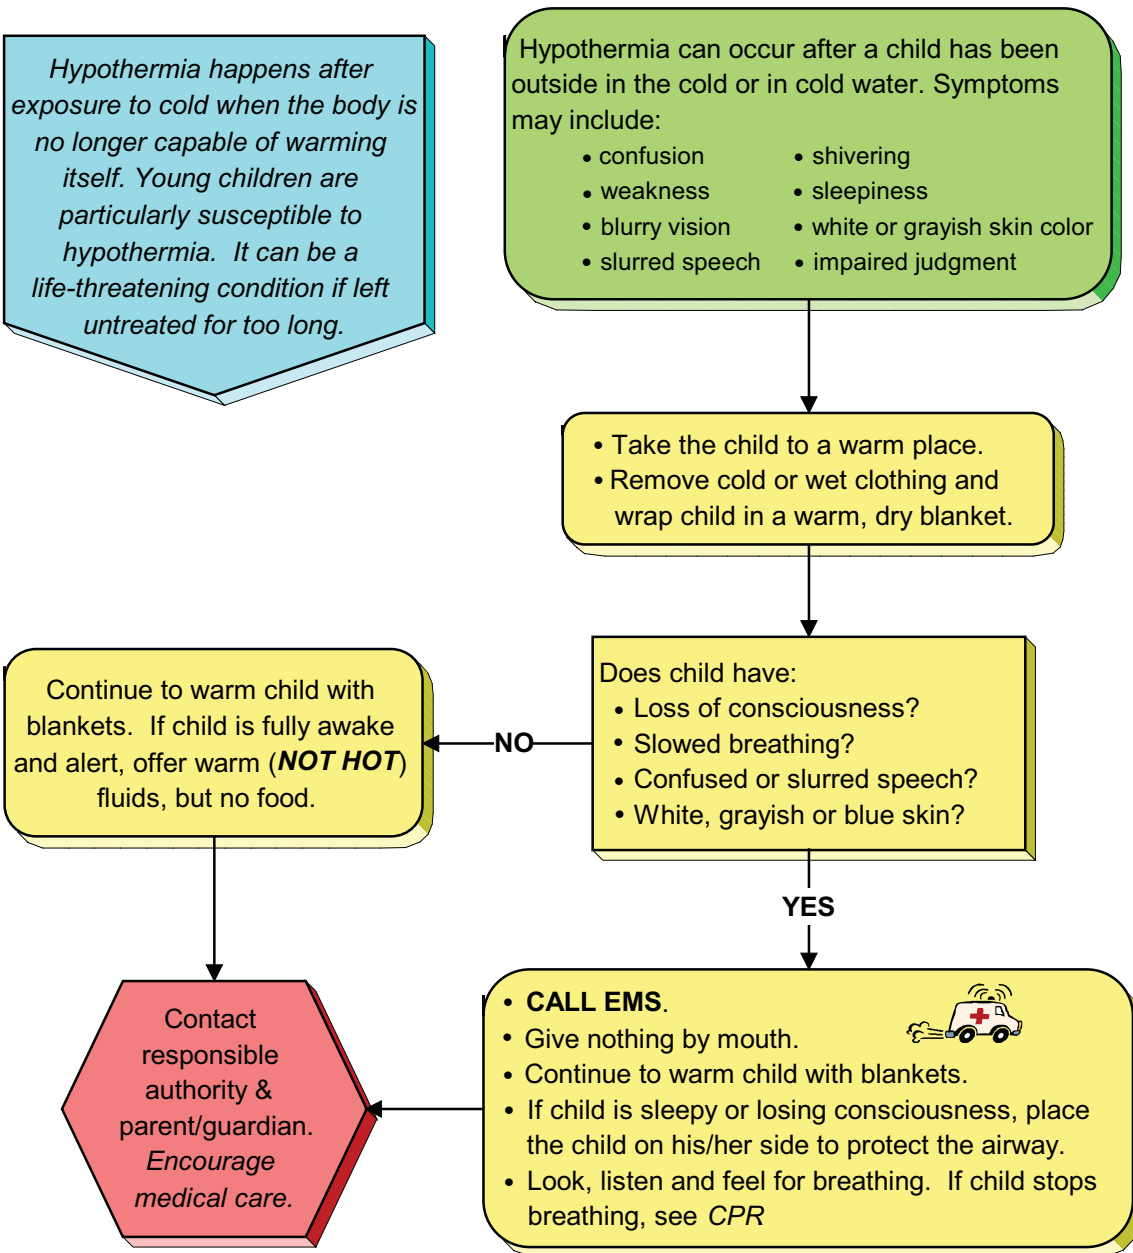 Hypothermia happens after
exposure to cold when the body is
no longer capable of warming
itself. Young children are
particularly susceptible to
hypothermia.  It can be a
life-threatening condition if left
untreated for too long.
Hypothermia can occur after a child has been
outside in the cold or in cold water. Symptoms
may include:
• confusion
• weakness
• blurry vision
• slurred speech
• shivering
• sleepiness
• white or grayish skin color
• impaired judgment
• Take the child to a warm place.
• Remove cold or wet clothing and
wrap child in a warm, dry blanket.
Does child have:
• Loss of consciousness?
• Slowed breathing?
• Confused or slurred speech?
• White, grayish or blue skin?
NO
Continue to warm child with
blankets.  If child is fully awake
and alert, offer warm (NOT HOT)
fluids, but no food.
YES
• CALL EMS.
• Give nothing by mouth.
• Continue to warm child with blankets.
• If child is sleepy or losing consciousness, place
the child on his/her side to protect the airway.
• Look, listen and feel for breathing.  If child stops
breathing, see CPR
Contact
responsible
authority &
parent/guardian.
Encourage
medical care.